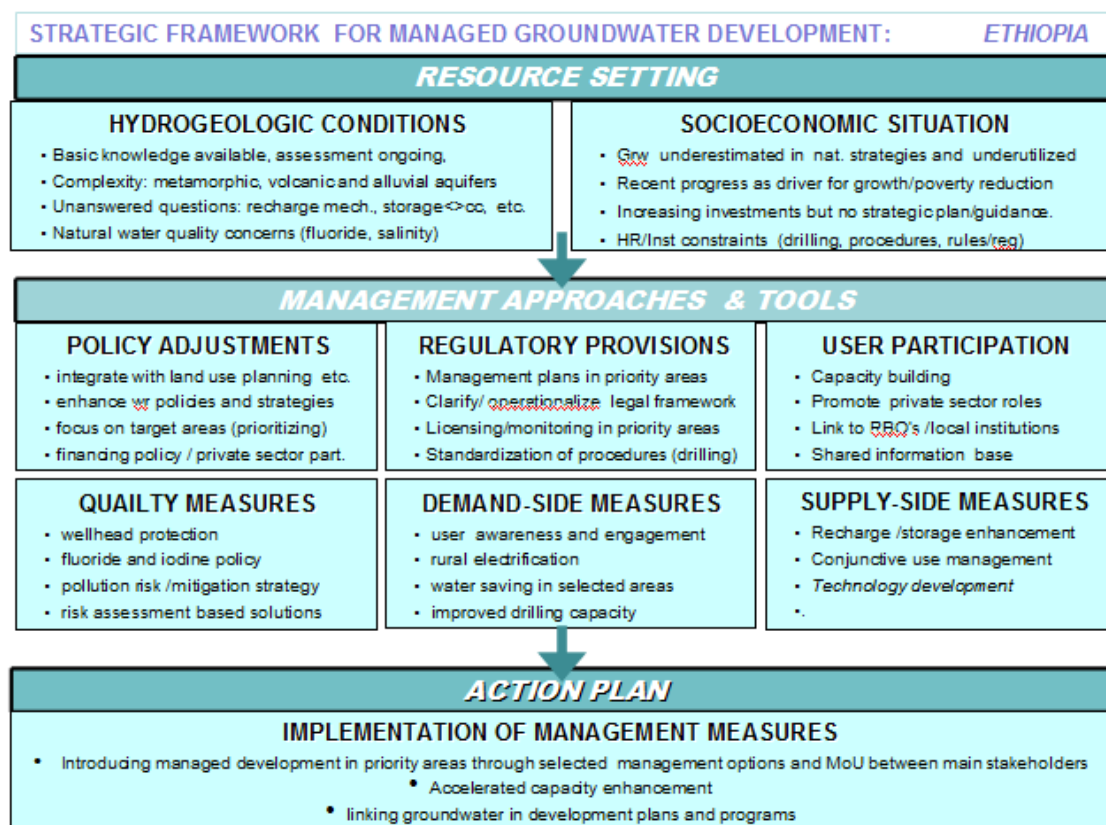 STRATEGIC FRAMEWORK FOR MANAGED GROUNDWATER DEVELOPMENT: ETHIOPIA
RESOURCE SETTING
HYDROGEOLOGIC CONDITIONS
▪ Basic knowledge available, assessment ongoing,
▪ Complexity: metamorphic, volcanic and alluvial aquifers
▪ Unanswered questions: recharge mech., storage<>cc, etc.
▪ Natural water quality concerns (fluoride, salinity)
SOCIOECONOMIC SITUATION
▪ Grw underestimated in nat. strategies and underutilized
▪ Recent progress as driver for growth/poverty reduction
▪ Increasing investments but no strategic plan/guidance.
▪ HR/Inst constraints (drilling, procedures, rules/reg)
MANAGEMENT APPROACHES & TOOLS
POLICY ADJUSTMENTS
▪ integrate with land use planning etc.
▪ enhance wr policies and strategies
▪ focus on target areas (prioritizing)
▪ financing policy / private sector part.
REGULATORY PROVISIONS
▪ Management plans in priority areas
▪ Clarify/ operationalize legal framework
▪ Licensing/monitoring in priority areas
▪ Standardization of procedures (drilling)
USER PARTICIPATION
▪ Capacity building
▪ Promote private sector roles
▪ Link to RBO's /local institutions
▪ Shared information base
QUAILTY MEASURES
▪ wellhead protection
▪ fluoride and iodine policy
▪ pollution risk /mitigation strategy
▪ risk assessment based solutions
DEMAND-SIDE MEASURES
▪ user awareness and engagement
▪ rural electrification
▪ water saving in selected areas
▪ improved drilling capacity
SUPPLY-SIDE MEASURES
▪ Recharge /storage enhancement
▪ Conjunctive use management
▪ Technology development
▪.
ACTION PLAN
IMPLEMENTATION OF MANAGEMENT MEASURES
• Introducing managed development in priority areas through selected management options and MoU between main stakeholders
• Accelerated capacity enhancement
• linking groundwater in development plans and programs